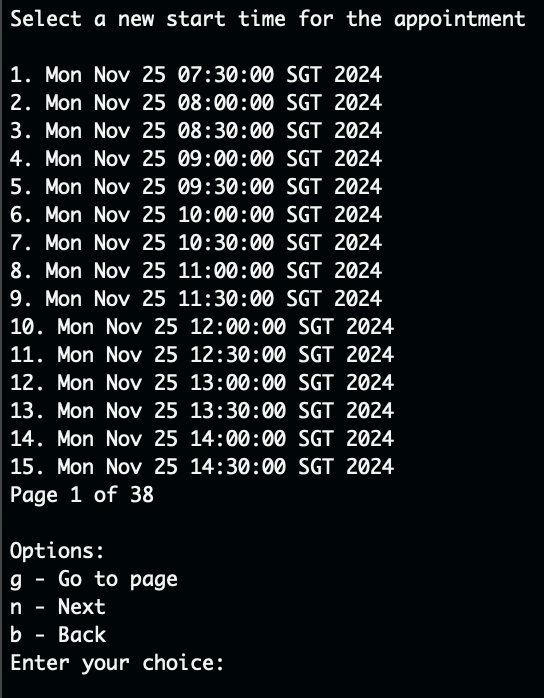 Select a new start time for the appointment
1. Mon Nov 25 07:30:00 SGT 2024
2. Mon Nov 25 08:00:00 SGT 2024
3. Mon Nov 25 08:30:00 SGT 2024
4. Mon Nov 25 09:00:00 SGT 2024
5. Mon Nov 25 09:30:00 SGT 2024
6. Mon Nov 25 10:00:00 SGT 2024
7. Mon Nov 25 10:30:00 SGT 2024
8. Mon Nov 25 11:00:00 SGT 2024
9. Mon Nov 25 11:30:00 SGT 2024
10. Mon Nov 25 12:00:00 SGT 2024
11. Mon Nov 25 12:30:00 SGT 2024
12. Mon Nov 25 13:00:00 SGT 2024
13. Mon Nov 25 13:30:00 SGT 2024
14. Mon Nov 25 14:00:00 SGT 2024
15. Mon Nov 25 14:30:00 SGT 2024
Page 1 of 38
Options:
g - Go to page
n - Next
b - Back
Enter your choice: